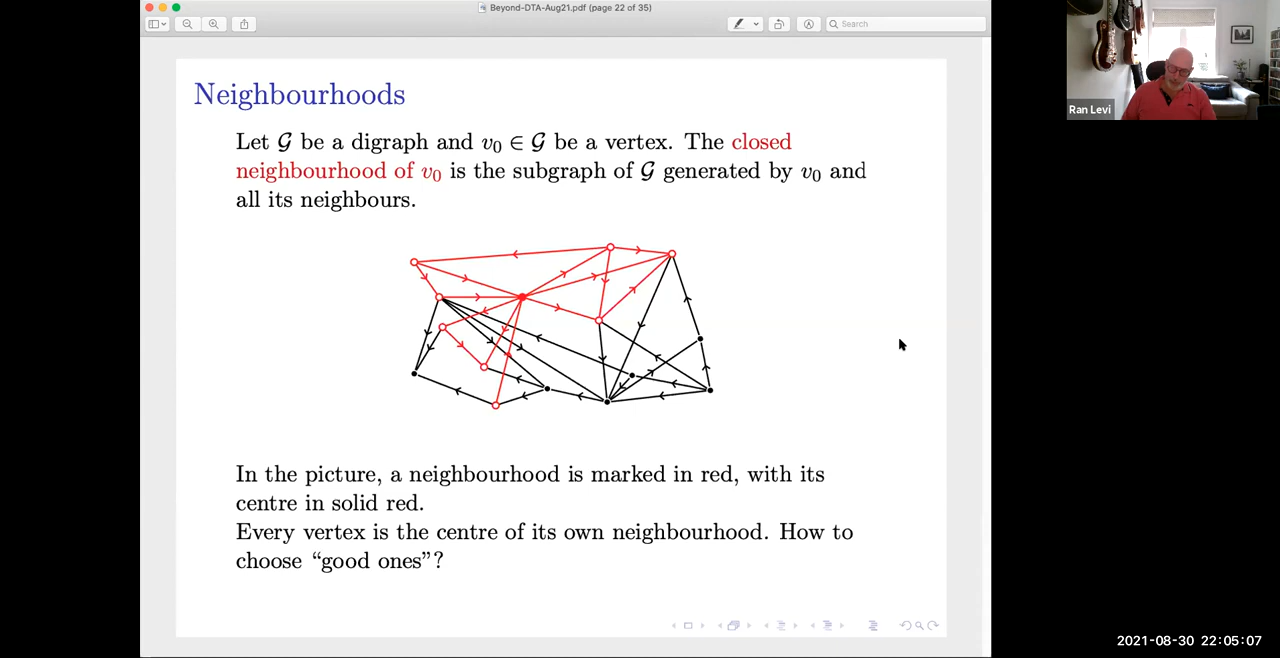 Beyond-DTA-Aug21.pdf (page 22 of 35)
Search
Neighbourhoods
Let 𝒢 be a digraph and v₀ ∈ 𝒢 be a vertex. The closed
neighbourhood of v₀ is the subgraph of 𝒢 generated by v₀ and
all its neighbours.
In the picture, a neighbourhood is marked in red, with its
centre in solid red.
Every vertex is the centre of its own neighbourhood. How to
choose “good ones”?
Ran Levi
2021-08-30 22:05:07